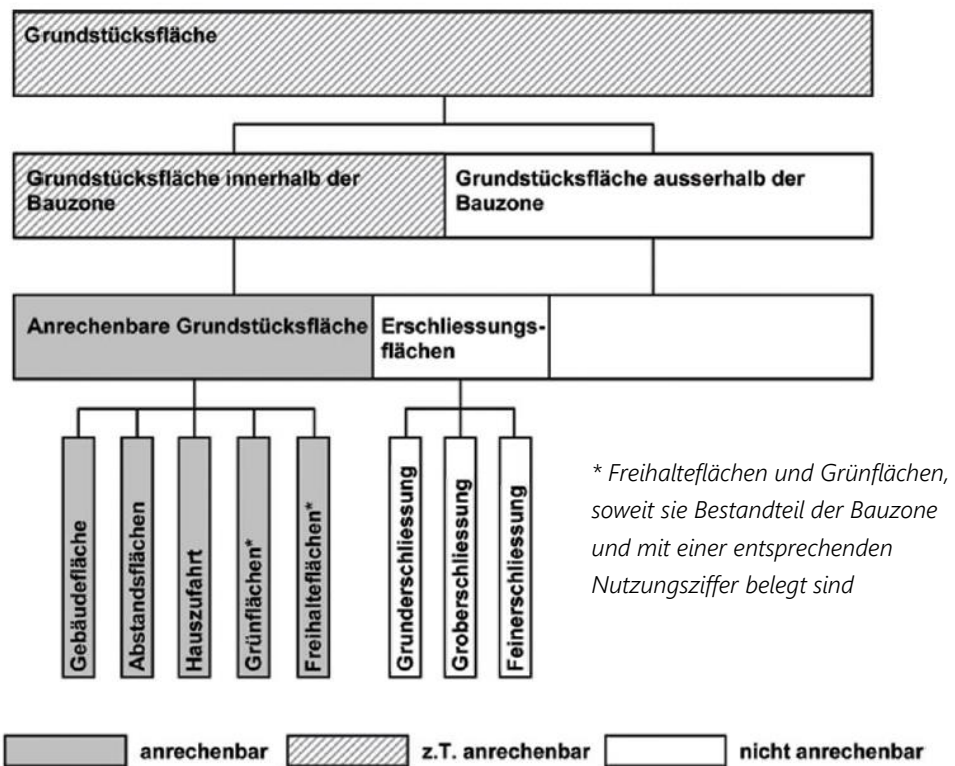 Grundstücksfläche
Grundstücksfläche innerhalb der
Bauzone
Grundstücksfläche ausserhalb der
Bauzone
Anrechenbare Grundstücksfläche
Erschliessungs-
flächen
Gebäudefläche
Abstandsflächen
Hauszufahrt
Grünflächen*
Freihalteflächen*
Grunderschliessung
Groberschliessung
Feinerschliessung
* Freihalteflächen und Grünflächen,
soweit sie Bestandteil der Bauzone
und mit einer entsprechenden
Nutzungsziffer belegt sind
anrechenbar
z.T. anrechenbar
nicht anrechenbar